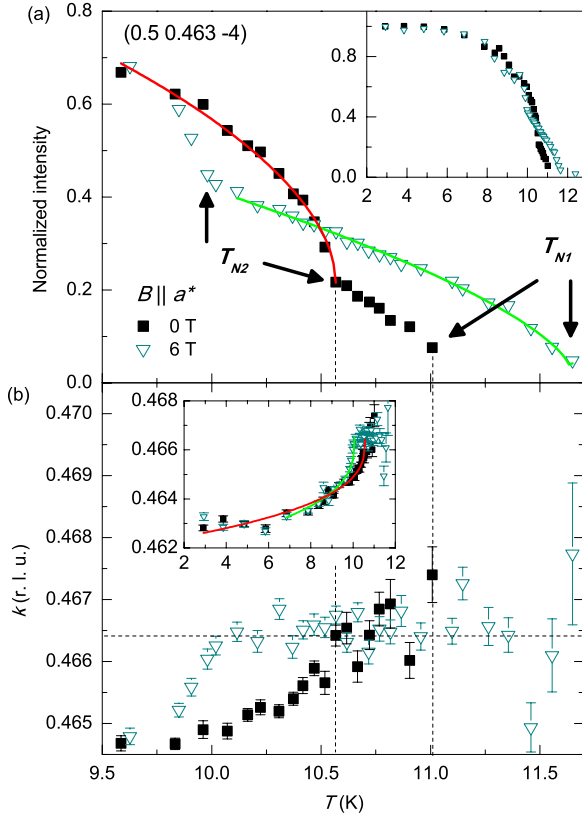 (a)
(0.5 0.463 -4)
Normalized intensity
0.8
0.6
0.4
0.2
0.0
1.0
0.8
0.4
0.0
2 4 6 8 10 12
T_N2
T_N1
B || a*
0 T
6 T
(b)
k (r. l. u.)
0.470
0.469
0.468
0.467
0.466
0.465
0.468
0.466
0.464
0.462
2 4 6 8 10 12
9.5 10.0 10.5 11.0 11.5
T (K)